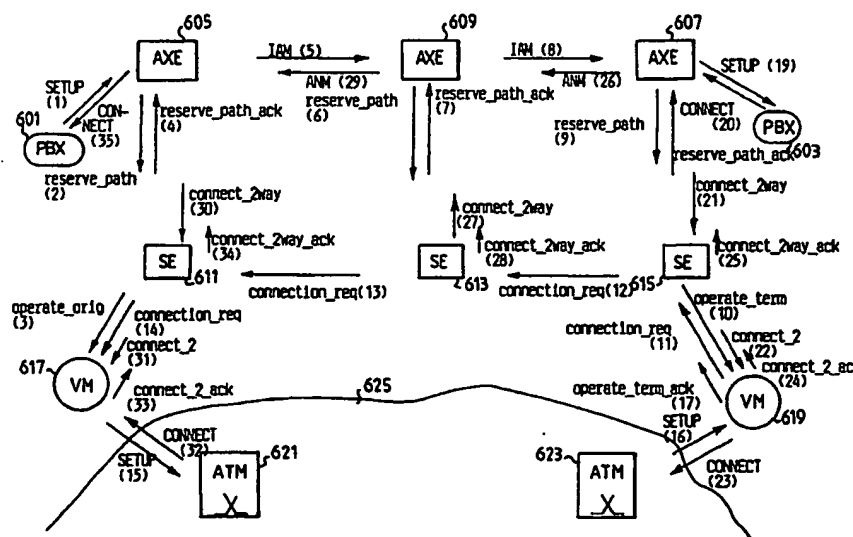 605
609
607
AXE
IAM (5)
AXE
IAM (8)
AXE
SETUP
(1)
ANM (29)
ANM (26)
SETUP (19)
CON-
NECT
(35)
reserve_path_ack
(4)
reserve_path
(6)
reserve_path_ack
(7)
CONNECT
(20)
601
PBX
PBX
603
reserve_path
(9)
reserve_path_ack
reserve_path
(2)
connect_2way
(30)
connect_2way
(27)
connect_2way
(21)
connect_2way_ack
(34)
connect_2way_ack
(28)
connect_2way_ack
(25)
SE
611
SE
613
SE
615
connection_req(13)
connection_req(12)
operate_orig
(3)
connection_req
(14)
operate_term
(10)
connection_req
(11)
connect_2
(31)
connect_2
(22)
connect_2_ac
(24)
617
VM
connect_2_ack
(33)
625
operate_term_ack
(17)
VM
619
CONNECT
(32)
SETUP
(16)
SETUP
(15)
621
ATM
623
ATM
CONNECT
(23)